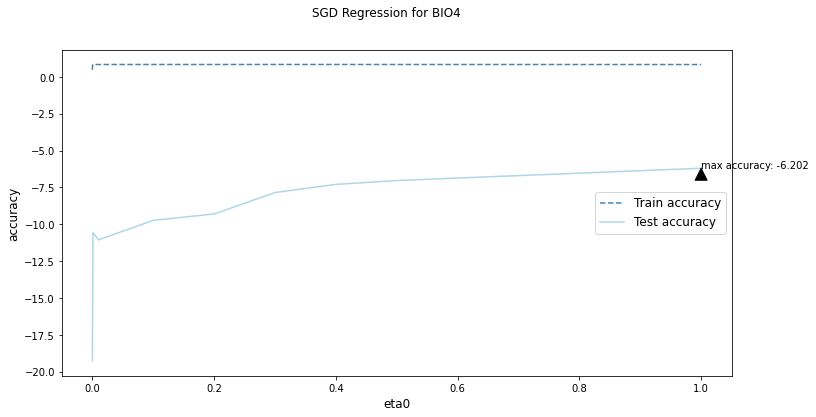 SGD Regression for BIO4
0.0
−2.5
−5.0
−7.5
−10.0
−12.5
−15.0
−17.5
−20.0
accuracy
max accuracy: -6.202
Train accuracy
Test accuracy
0.0 0.2 0.4 0.6 0.8 1.0
eta0